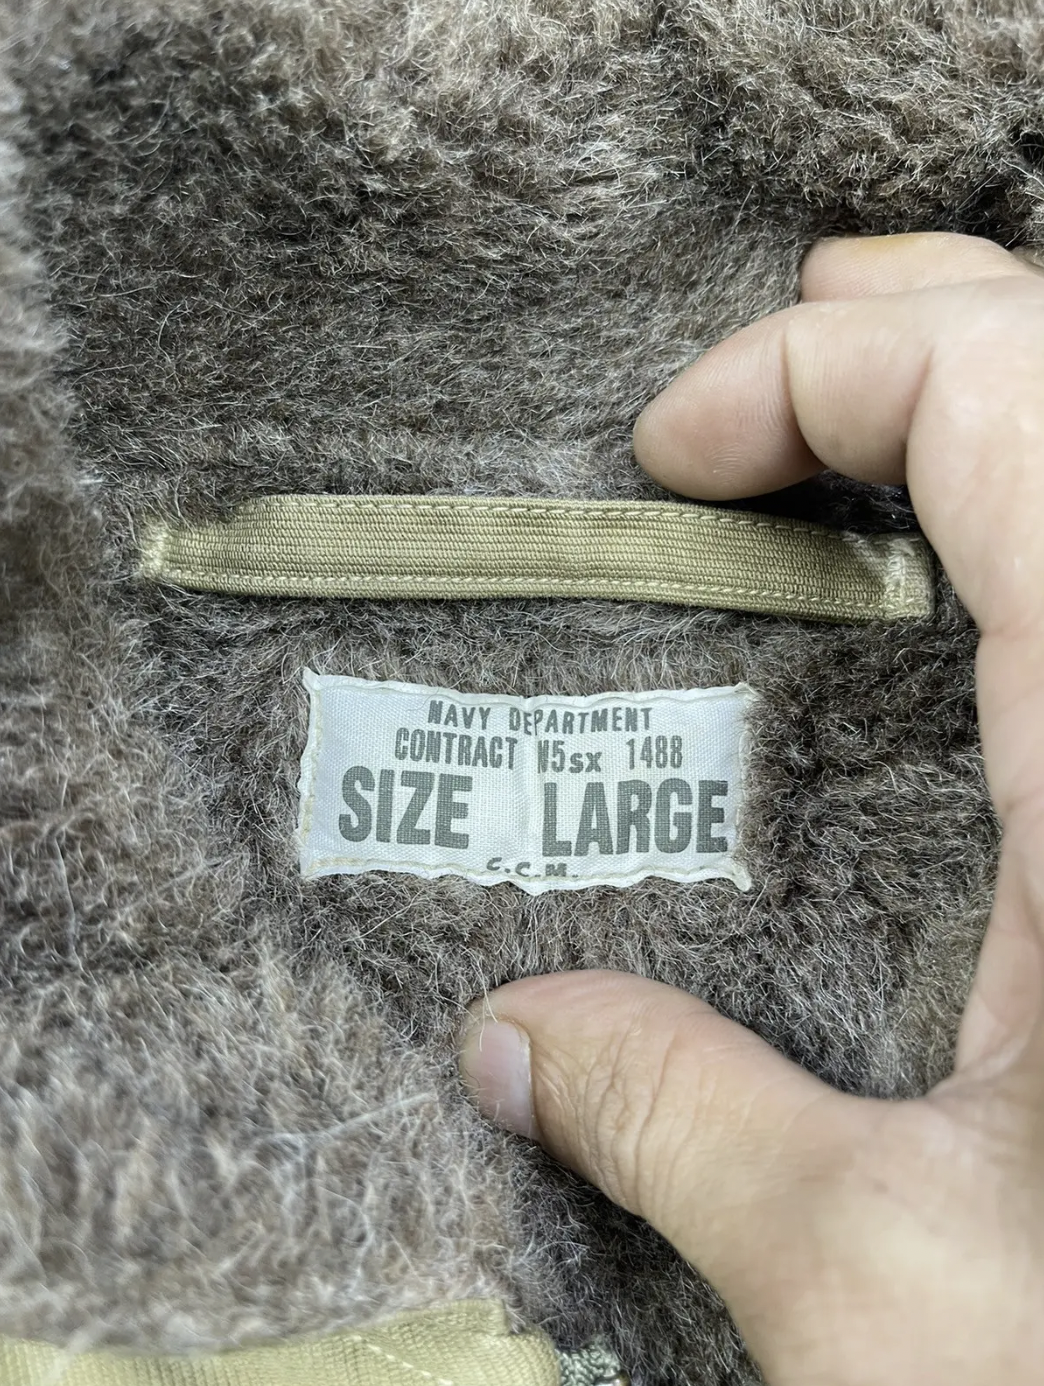 NAVY DEPARTMENT
CONTRACT N5sx 1488
SIZE LARGE
C.C.M.